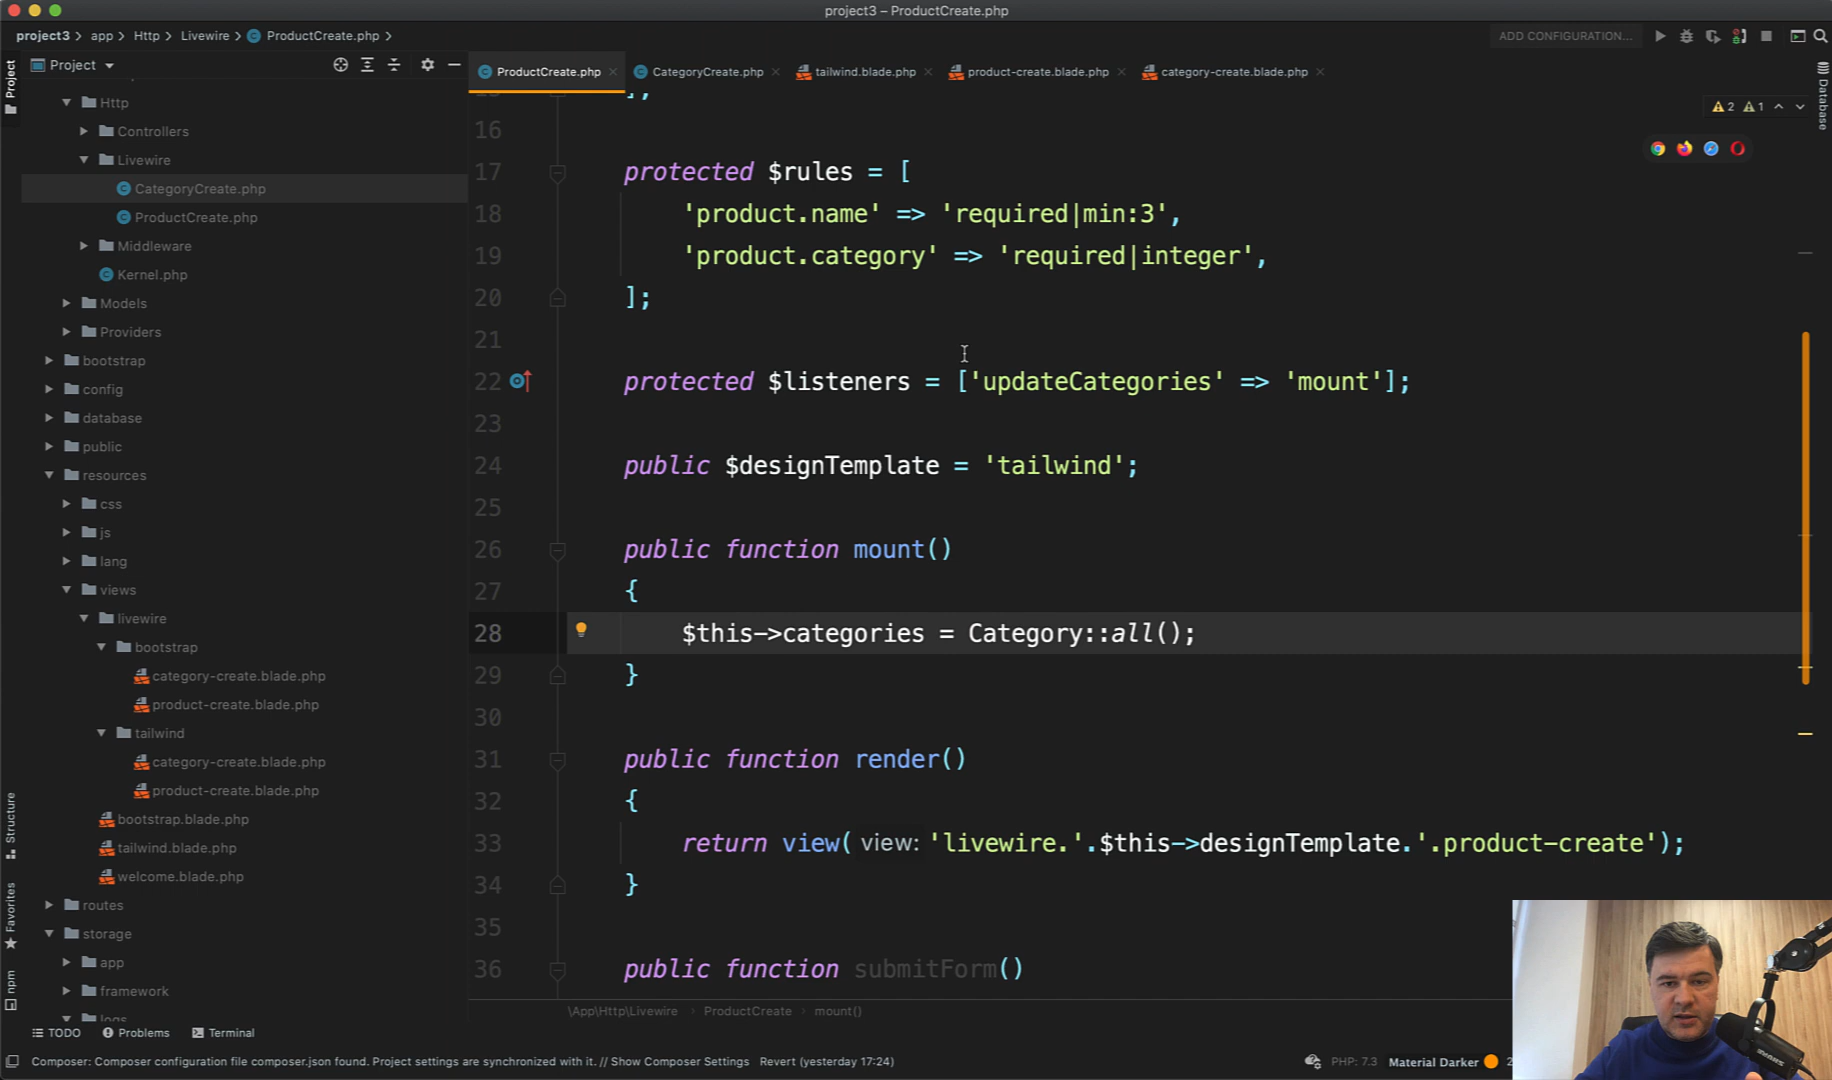 project3 – ProductCreate.php
project3 app Http Livewire ProductCreate.php
ADD CONFIGURATION...
Project
Project
ProductCreate.php
CategoryCreate.php
tailwind.blade.php
product-create.blade.php
category-create.blade.php
Database
2 1
Http
Controllers
Livewire
CategoryCreate.php
ProductCreate.php
Middleware
Kernel.php
Models
Providers
bootstrap
config
database
public
resources
css
js
lang
views
livewire
bootstrap
category-create.blade.php
product-create.blade.php
tailwind
category-create.blade.php
product-create.blade.php
bootstrap.blade.php
tailwind.blade.php
welcome.blade.php
routes
storage
app
framework
logs
Structure
Favorites
npm
];
16
17 protected $rules = [
18 'product.name' => 'required|min:3',
19 'product.category' => 'required|integer',
20 ];
21
22 protected $listeners = ['updateCategories' => 'mount'];
23
24 public $designTemplate = 'tailwind';
25
26 public function mount()
27 {
28 $this->categories = Category::all();
29 }
30
31 public function render()
32 {
33 return view( view: 'livewire.'.$this->designTemplate.'.product-create');
34 }
35
36 public function submitForm()
\App\Http\Livewire ProductCreate mount()
TODO Problems Terminal
Composer: Composer configuration file composer.json found. Project settings are synchronized with it. // Show Composer Settings Revert (yesterday 17:24)
PHP: 7.3 Material Darker